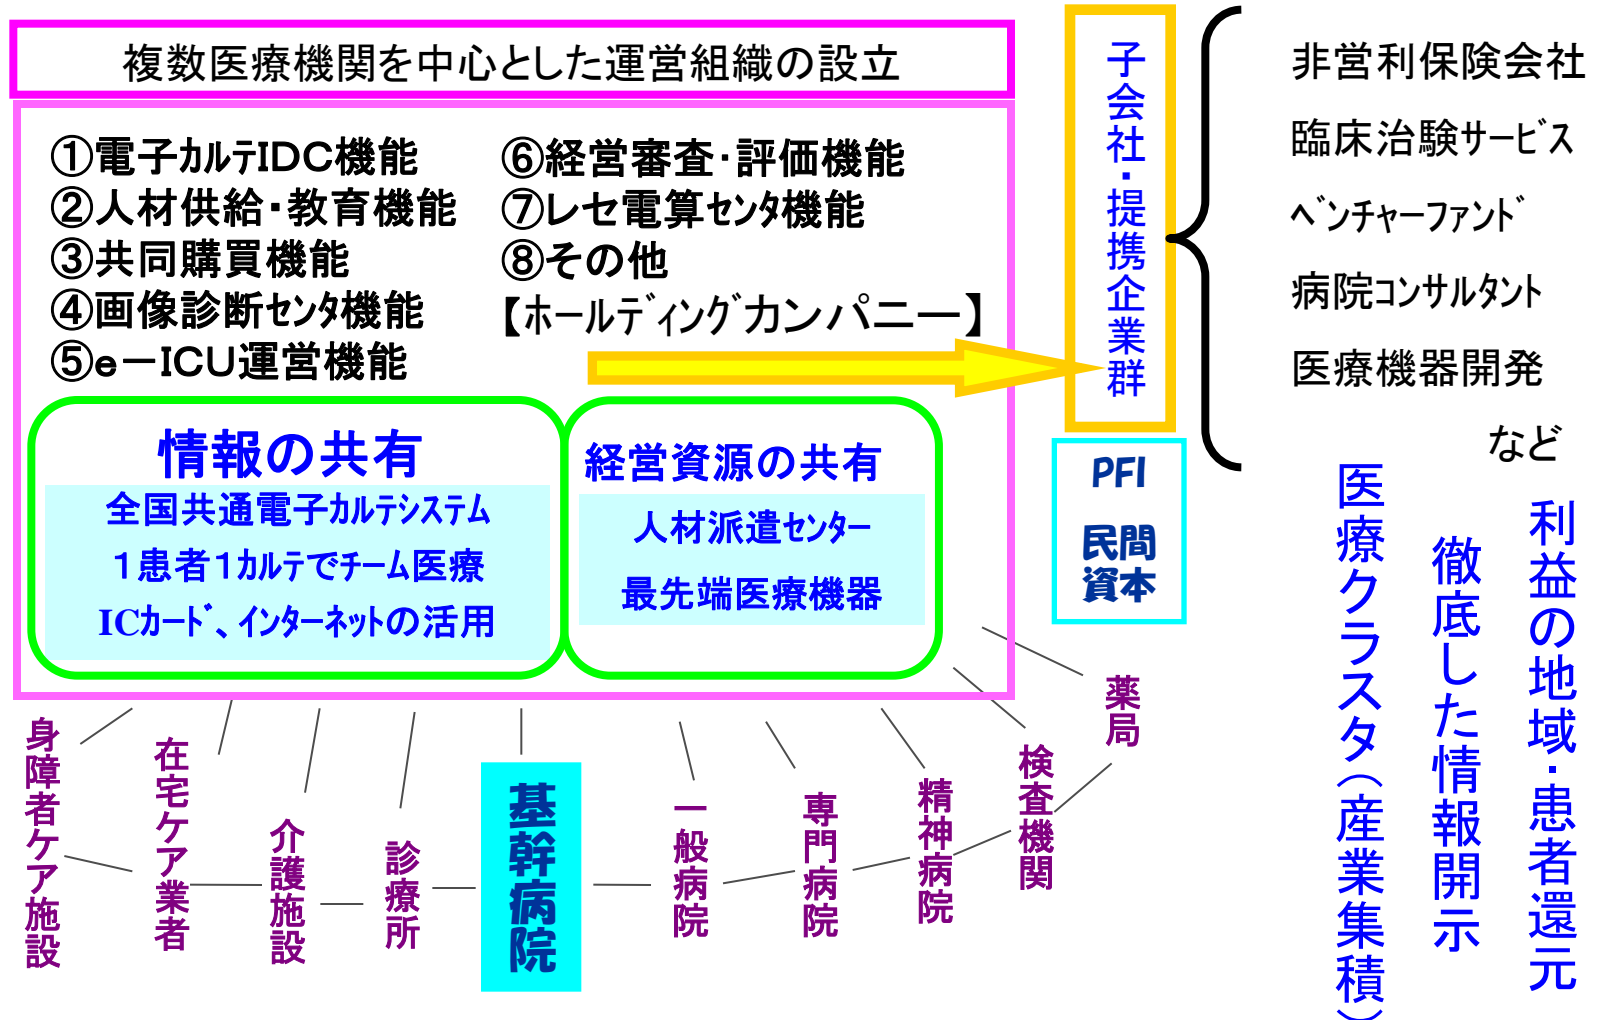 複数医療機関を中心とした運営組織の設立
①電子ｶﾙﾃIDC機能
②人材供給・教育機能
③共同購買機能
④画像診断ｾﾝﾀ機能
⑤e－ICU運営機能
⑥経営審査・評価機能
⑦レセ電算ｾﾝﾀ機能
⑧その他
【ﾎｰﾙﾃﾞｨﾝｸﾞカンパニー】
情報の共有
全国共通電子ｶﾙﾃｼｽﾃﾑ
１患者１ｶﾙﾃでﾁｰﾑ医療
ICｶｰﾄﾞ、ｲﾝﾀｰﾈｯﾄの活用
経営資源の共有
人材派遣ｾﾝﾀｰ
最先端医療機器
子会社・提携企業群
PFI
民間
資本
非営利保険会社
臨床治験ｻｰﾋﾞｽ
ﾍﾞﾝﾁｬｰﾌｧﾝﾄﾞ
病院ｺﾝｻﾙﾀﾝﾄ
医療機器開発
など
利益の地域・患者還元
徹底した情報開示
医療クラスタ（産業集積）
身障者ケア施設
在宅ケア業者
介護施設
診療所
基幹病院
一般病院
専門病院
精神病院
検査機関
薬局